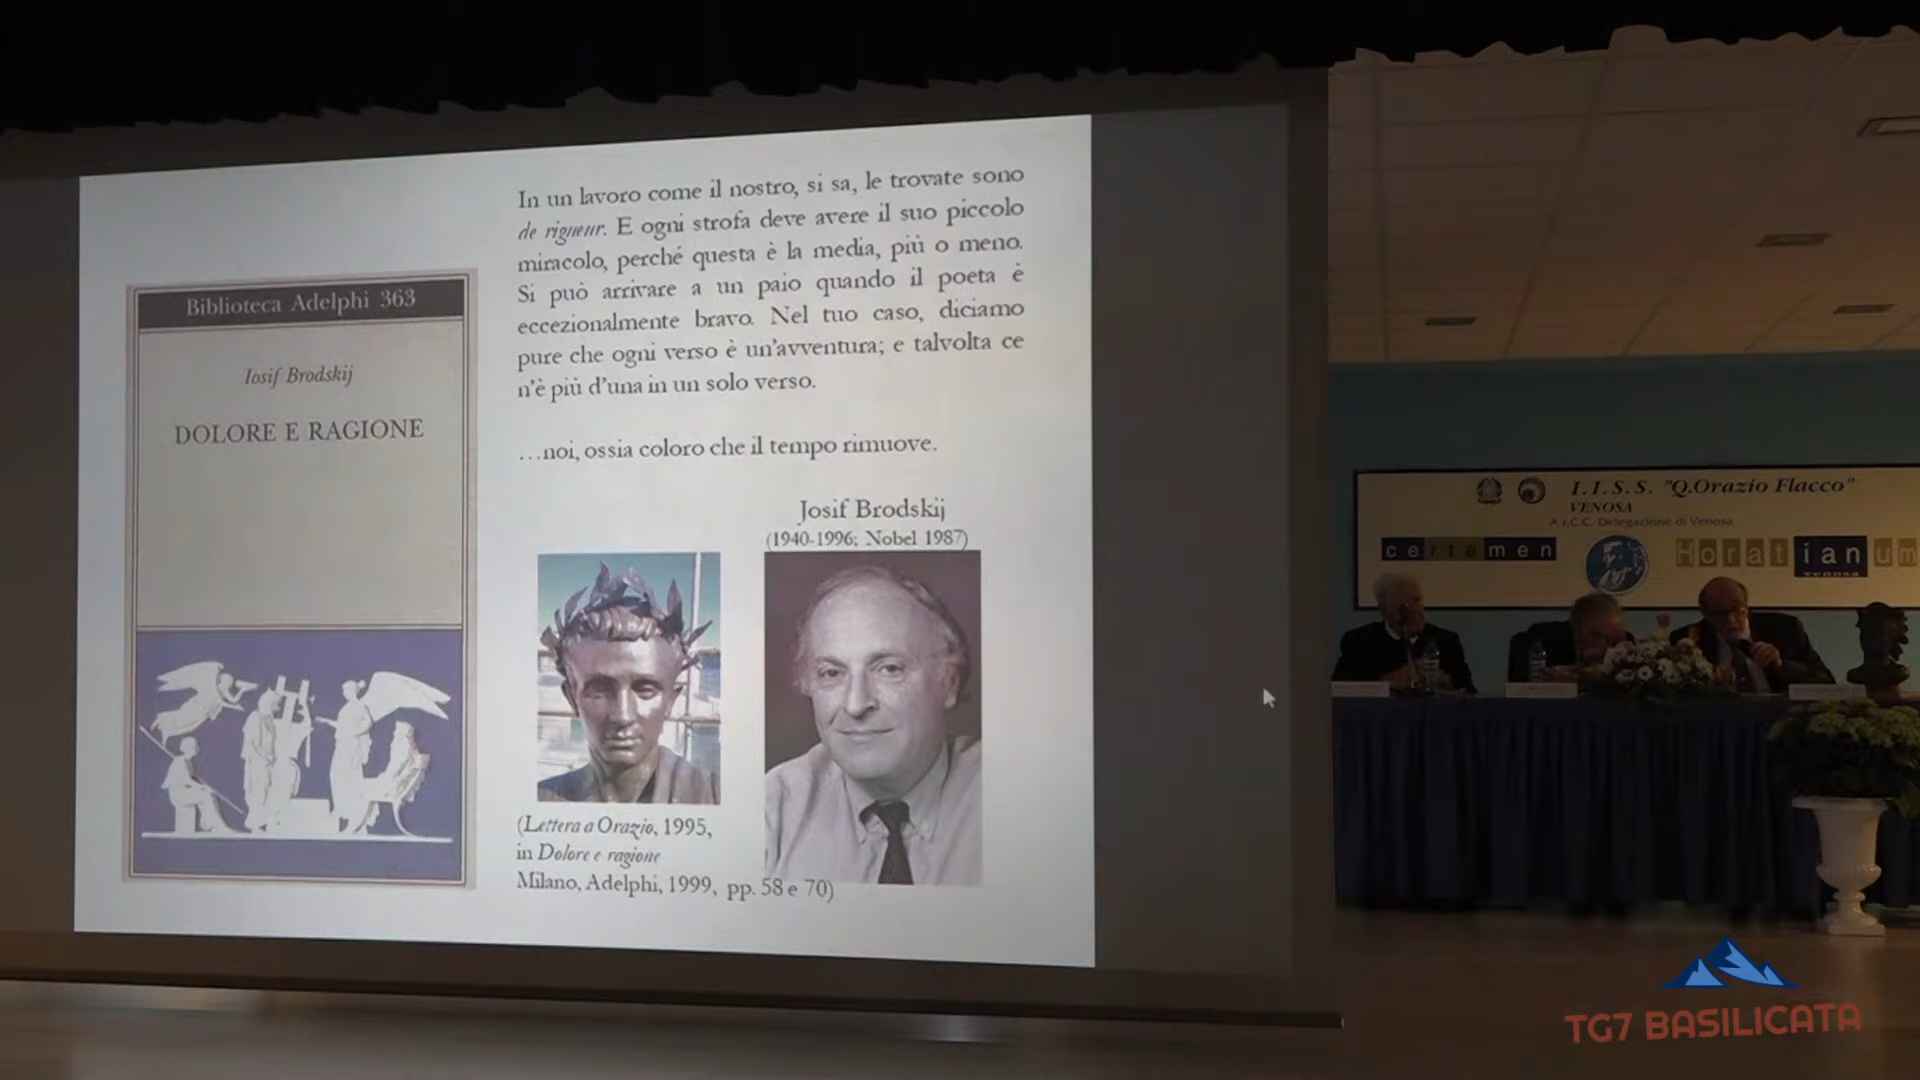 Biblioteca Adelphi 363
Iosif Brodskij
DOLORE E RAGIONE
In un lavoro come il nostro, si sa, le trovate sono
de rigueur. E ogni strofa deve avere il suo piccolo
miracolo, perché questa è la media, più o meno.
Si può arrivare a un paio quando il poeta è
eccezionalmente bravo. Nel tuo caso, diciamo
pure che ogni verso è un'avventura; e talvolta ce
n'è più d'una in un solo verso.
…noi, ossia coloro che il tempo rimuove.
Josif Brodskij
(1940-1996; Nobel 1987)
(Lettera a Orazio, 1995,
in Dolore e ragione
Milano, Adelphi, 1999, pp. 58 e 70)
I.I.S.S. "Q.Orazio Flacco"
VENOSA
A.I.C.C. Delegazione di Venosa
certamen
Horatianum
venosa
TG7 BASILICATA